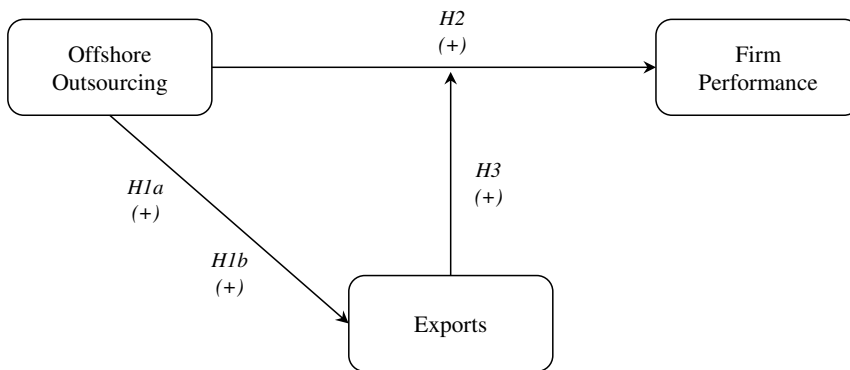 H2
(+)
Offshore
Outsourcing
Firm
Performance
H1a
(+)
H3
(+)
H1b
(+)
Exports